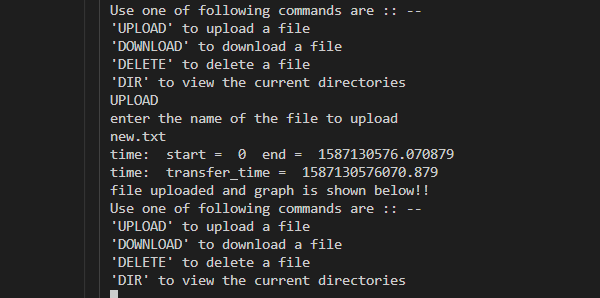 Use one of following commands are :: --
'UPLOAD' to upload a file
'DOWNLOAD' to download a file
'DELETE' to delete a file
'DIR' to view the current directories
UPLOAD
enter the name of the file to upload
new.txt
time:  start =  0  end =  1587130576.070879
time:  transfer_time =  1587130576070.879
file uploaded and graph is shown below!!
Use one of following commands are :: --
'UPLOAD' to upload a file
'DOWNLOAD' to download a file
'DELETE' to delete a file
'DIR' to view the current directories